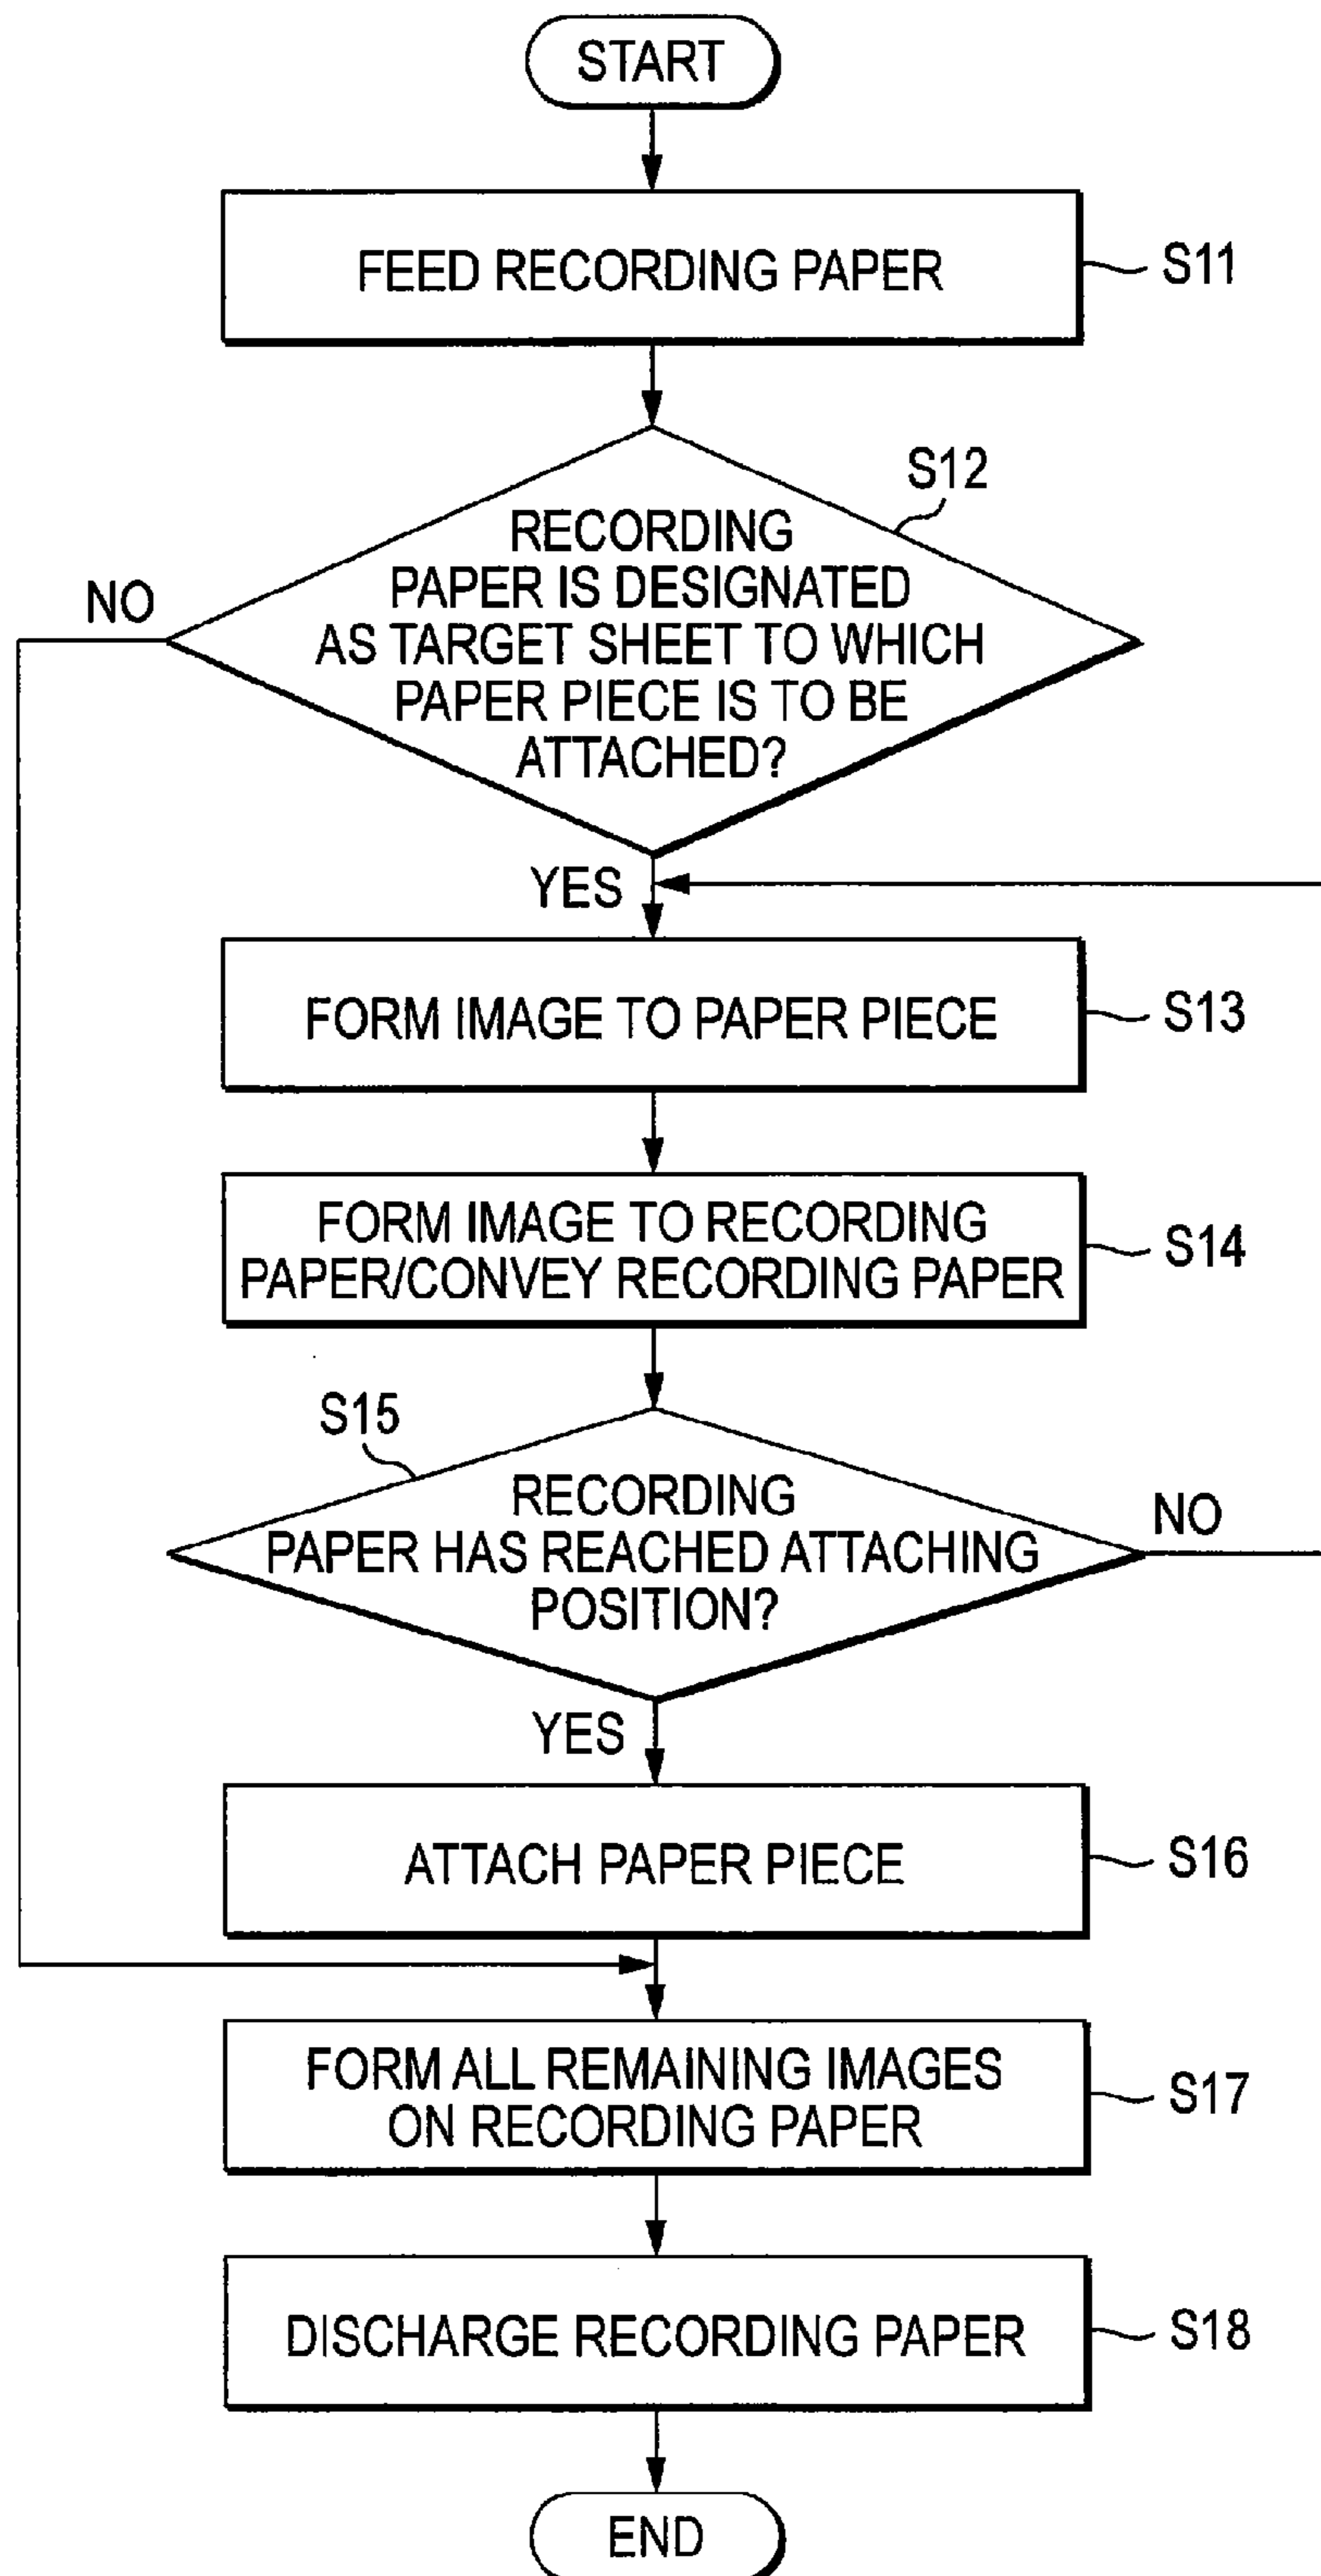 START
FEED RECORDING PAPER
S11
S12
RECORDING
PAPER IS DESIGNATED
AS TARGET SHEET TO WHICH
PAPER PIECE IS TO BE
ATTACHED?
NO
YES
FORM IMAGE TO PAPER PIECE
S13
FORM IMAGE TO RECORDING
PAPER/CONVEY RECORDING PAPER
S14
S15
RECORDING
PAPER HAS REACHED ATTACHING
POSITION?
NO
YES
ATTACH PAPER PIECE
S16
FORM ALL REMAINING IMAGES
ON RECORDING PAPER
S17
DISCHARGE RECORDING PAPER
S18
END